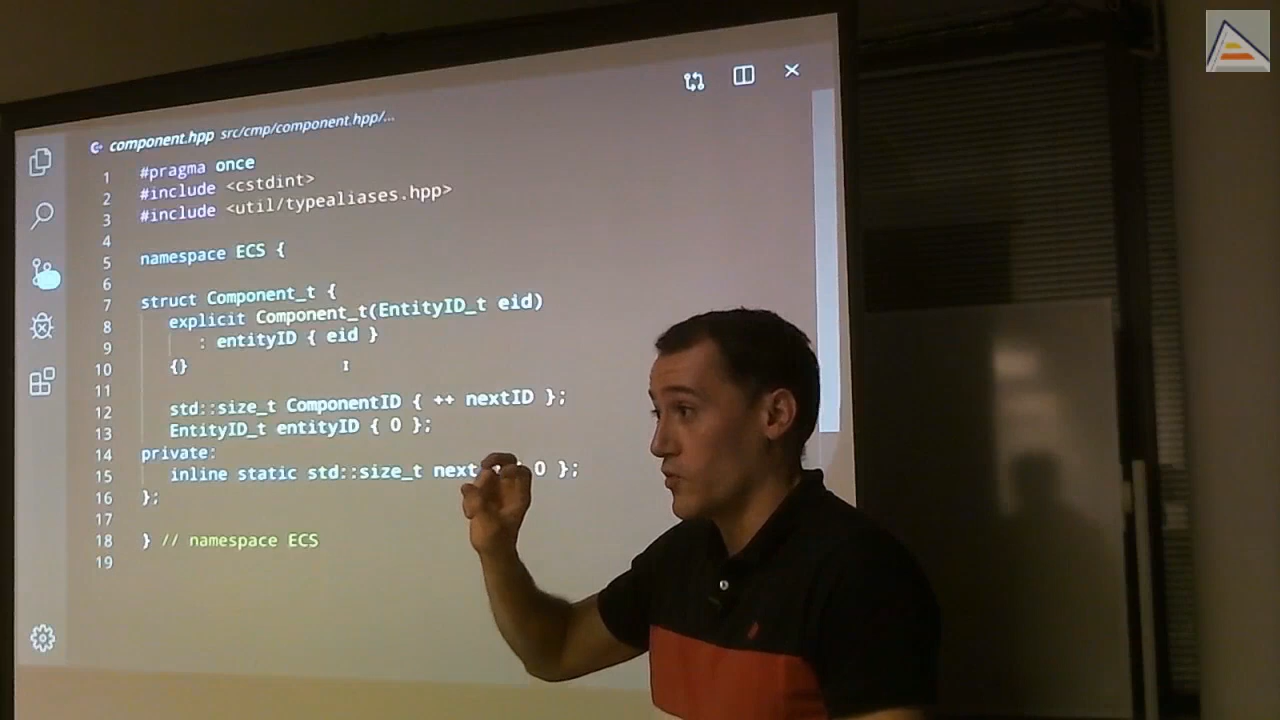 component.hpp src/cmp/component.hpp/...
1 #pragma once
2 #include <cstdint>
3 #include <util/typealiases.hpp>
4
5 namespace ECS {
6
7 struct Component_t {
8 explicit Component_t(EntityID_t eid)
9 : entityID { eid }
10 {}
11
12 std::size_t ComponentID { ++ nextID };
13 EntityID_t entityID { 0 };
14 private:
15 inline static std::size_t next 0 };
16 };
17
18 } // namespace ECS
19